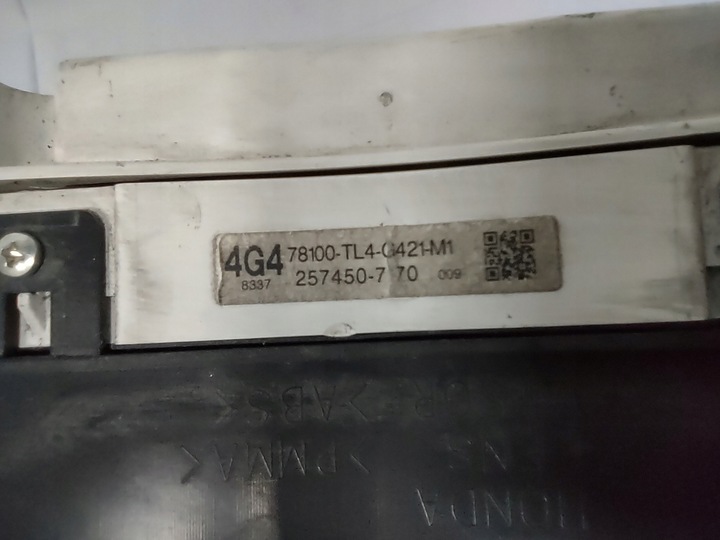 4G4 78100-TL4-G421-M1
8337 257450-7 70 009
>ABS<
>PMMA<
HONDA